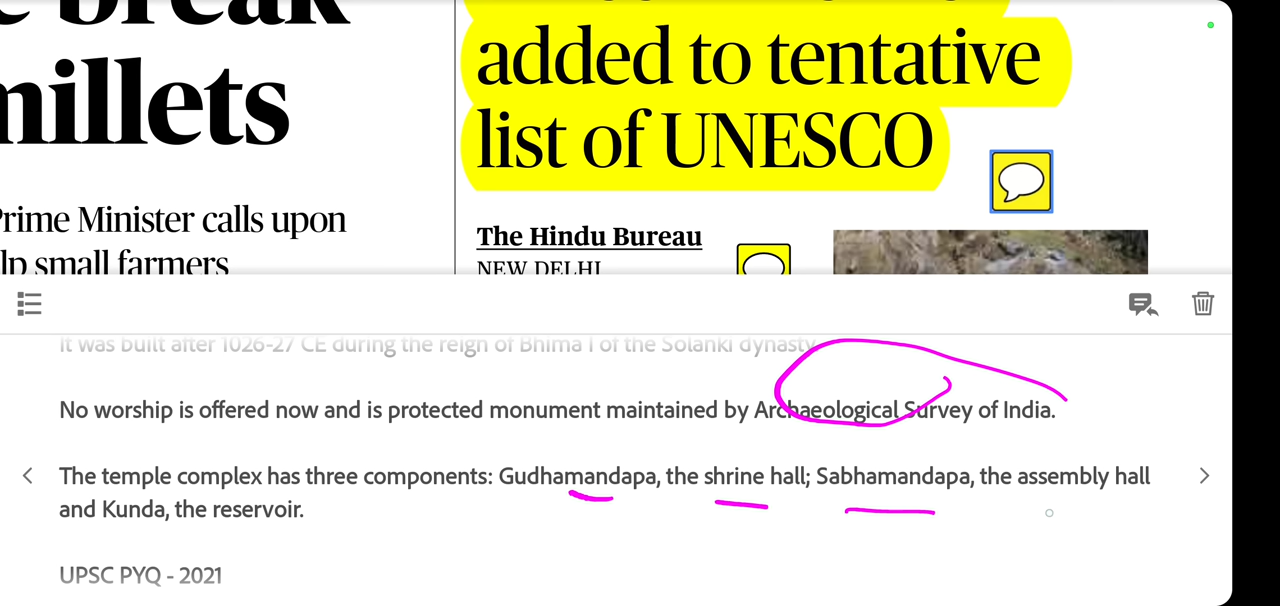 break
millets
Prime Minister calls upon
small farmers
added to tentative
list of UNESCO
The Hindu Bureau
NEW DELHI
It was built after 1026-27 CE during the reign of Bhima I of the Solanki dynasty
No worship is offered now and is protected monument maintained by Archaeological Survey of India.
The temple complex has three components: Gudhamandapa, the shrine hall; Sabhamandapa, the assembly hall
and Kunda, the reservoir.
UPSC PYQ - 2021